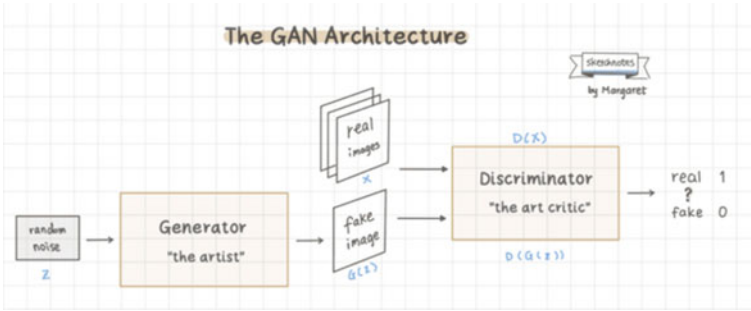 The GAN Architecture
sketchnotes
by Margaret
real
images
x
D(X)
Discriminator
"the art critic"
D(G(z))
real 1
?
fake 0
random
noise
z
Generator
"the artist"
fake
image
G(z)